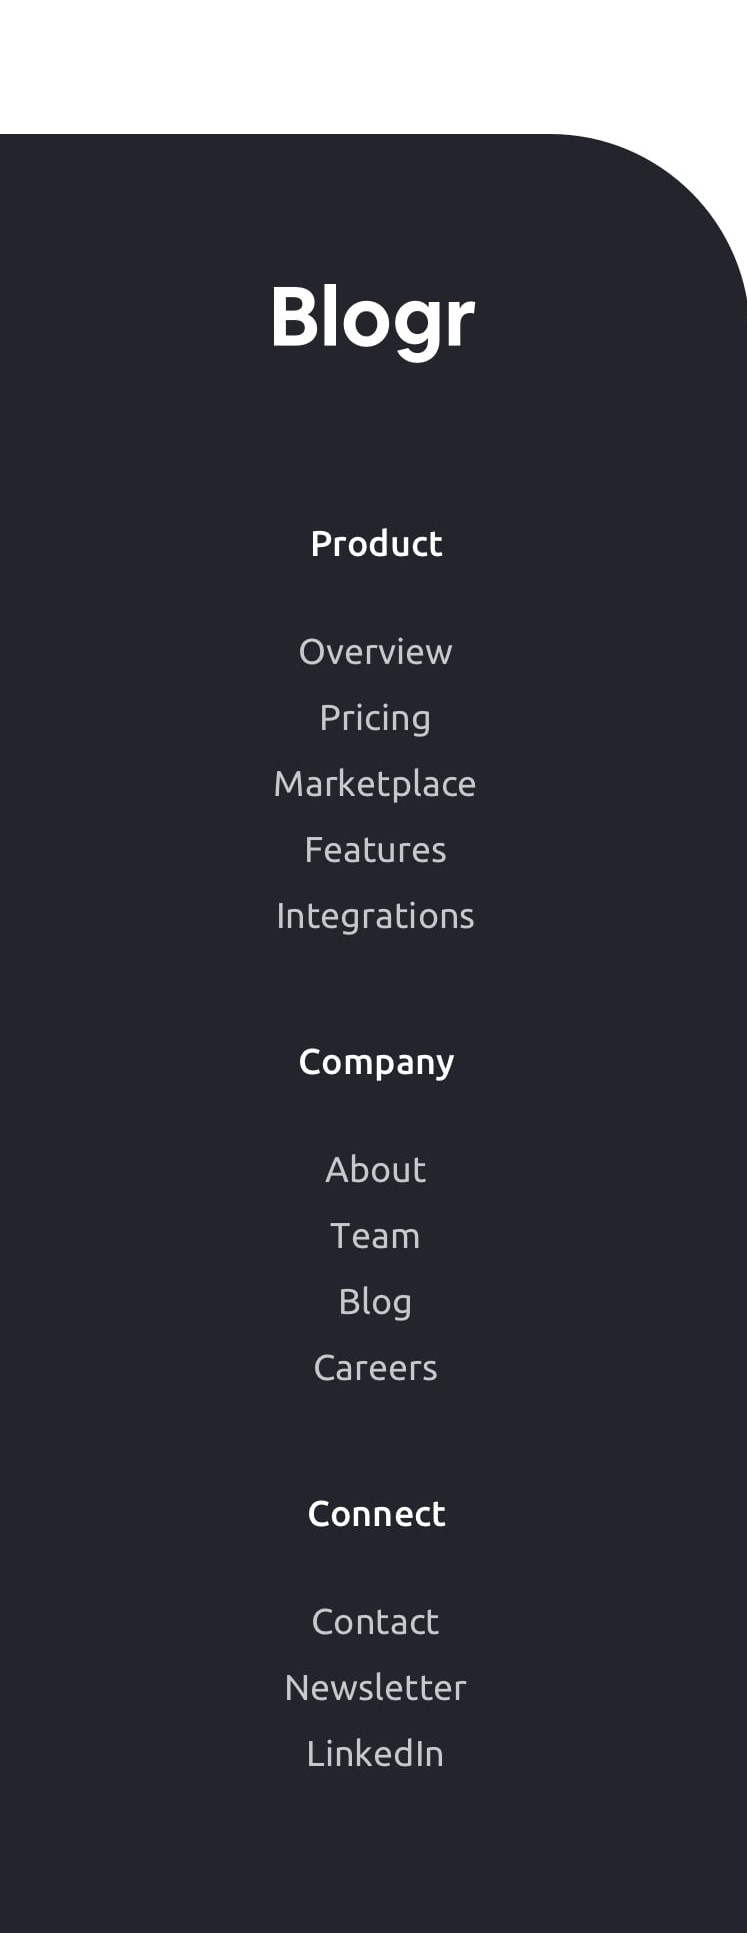 Blogr
Product
Overview
Pricing
Marketplace
Features
Integrations
Company
About
Team
Blog
Careers
Connect
Contact
Newsletter
LinkedIn